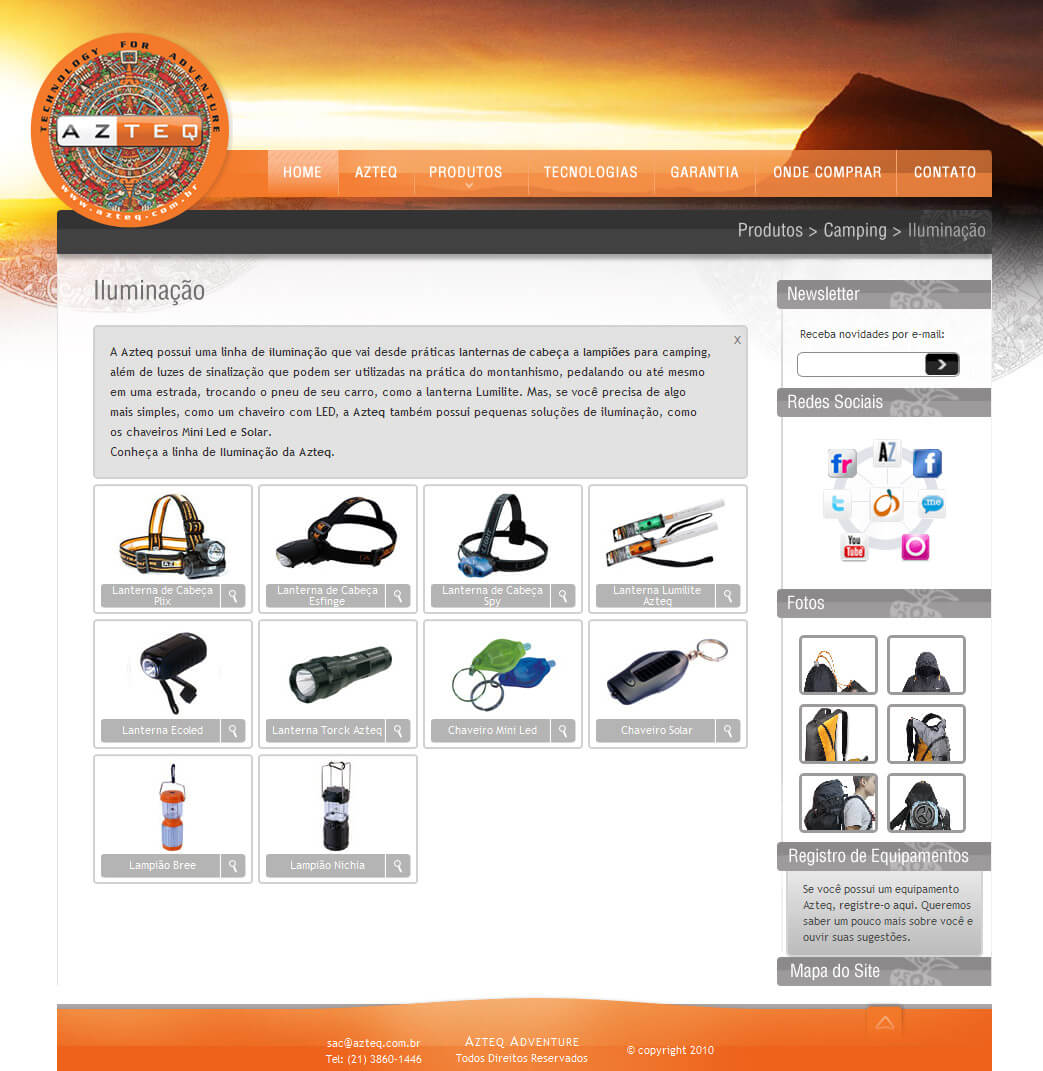 TECHNOLOGY FOR ADVENTURE
AZTEQ
www.azteq.com.br
HOME
AZTEQ
PRODUTOS
TECNOLOGIAS
GARANTIA
ONDE COMPRAR
CONTATO
Produtos > Camping > Iluminação
Iluminação
X
A Azteq possui uma linha de iluminação que vai desde práticas lanternas de cabeça a lampiões para camping,
além de luzes de sinalização que podem ser utilizadas na prática do montanhismo, pedalando ou até mesmo
em uma estrada, trocando o pneu de seu carro, como a lanterna Lumilite. Mas, se você precisa de algo
mais simples, como um chaveiro com LED, a Azteq também possui pequenas soluções de iluminação, como
os chaveiros Mini Led e Solar.
Conheça a linha de Iluminação da Azteq.
Lanterna de Cabeça
Plix
Lanterna de Cabeça
Esfinge
Lanterna de Cabeça
Spy
Lanterna Lumilite
Azteq
Lanterna Ecoled
Lanterna Torck Azteq
Chaveiro Mini Led
Chaveiro Solar
Lampião Bree
Lampião Nichia
Newsletter
Receba novidades por e-mail:
Redes Sociais
fr
AZ
f
t
.me
You
Tube
Fotos
Registro de Equipamentos
Se você possui um equipamento
Azteq, registre-o aqui. Queremos
saber um pouco mais sobre você e
ouvir suas sugestões.
Mapa do Site
sac@azteq.com.br
Tel: (21) 3860-1446
AZTEQ ADVENTURE
Todos Direitos Reservados
© copyright 2010